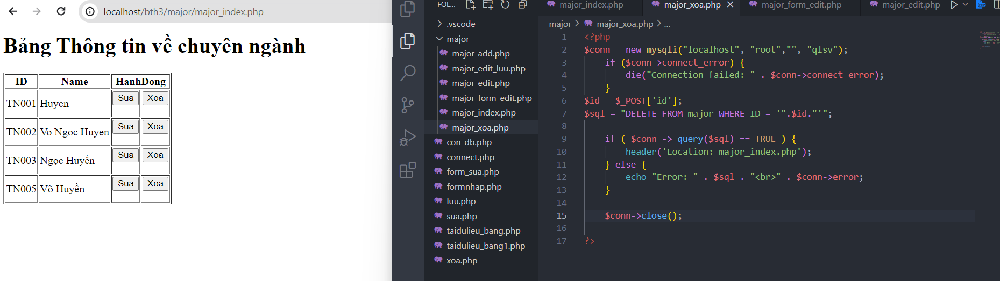 localhost/bth3/major/major_index.php
Bảng Thông tin về chuyên ngành
ID Name HanhDong
TN001 Huyen Sua Xoa
TN002 Vo Ngoc Huyen Sua Xoa
TN003 Ngọc Huyền Sua Xoa
TN005 Võ Huyền Sua Xoa
FOL...
.vscode
major
major_add.php
major_edit_luu.php
major_edit.php
major_form_edit.php
major_index.php
major_xoa.php
con_db.php
connect.php
form_sua.php
formnhap.php
luu.php
sua.php
taidulieu_bang.php
taidulieu_bang1.php
xoa.php
major_index.php major_xoa.php major_form_edit.php major_edit.php
major > major_xoa.php > ...
1 <?php
2 $conn = new mysqli("localhost", "root","", "qlsv");
3 if ($conn->connect_error) {
4 die("Connection failed: " . $conn->connect_error);
5 }
6 $id = $_POST['id'];
7 $sql = "DELETE FROM major WHERE ID = '".$id."'";
8
9 if ( $conn -> query($sql) == TRUE ) {
10 header('Location: major_index.php');
11 } else {
12 echo "Error: " . $sql . "<br>" . $conn->error;
13 }
14
15 $conn->close();
16
17 ?>